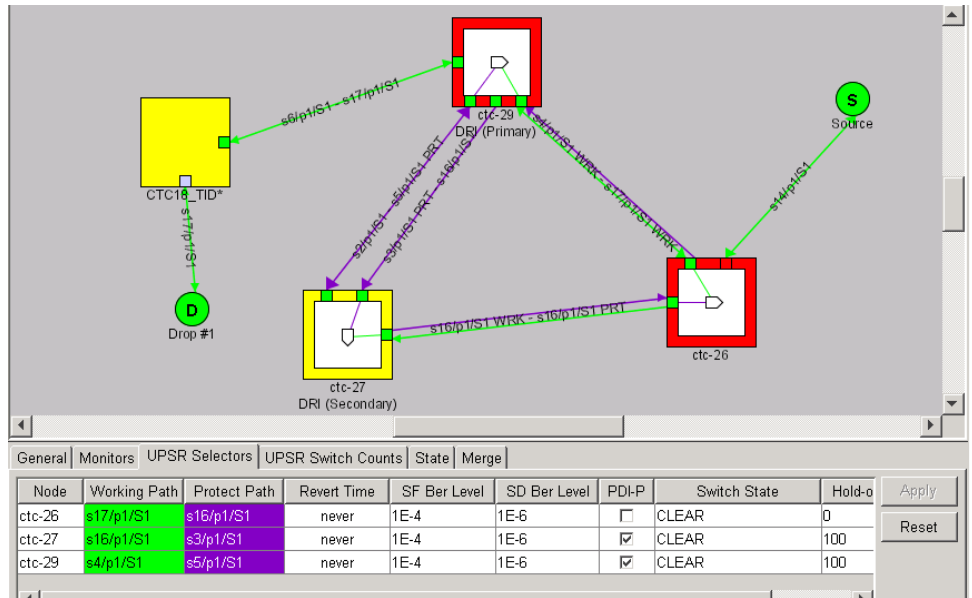 ctc-29
DRI (Primary)
S
Source
s6/p1/S1 - s17/p1/S1
CTC18_TID*
s17/p1/S1
D
Drop #1
s2/p1/S1 - s5/p1/S1 PRT
s3/p1/S1 PRT - s16/p1/S1
s4/p1/S1 WRK - s17/p1/S1 WRK
s14/p1/S1
s16/p1/S1 WRK - s16/p1/S1 PRT
ctc-26
ctc-27
DRI (Secondary)
General Monitors UPSR Selectors UPSR Switch Counts State Merge
Node Working Path Protect Path Revert Time SF Ber Level SD Ber Level PDI-P Switch State Hold-o
ctc-26 s17/p1/S1 s16/p1/S1 never 1E-4 1E-6 CLEAR 0
ctc-27 s16/p1/S1 s3/p1/S1 never 1E-4 1E-6 CLEAR 100
ctc-29 s4/p1/S1 s5/p1/S1 never 1E-4 1E-6 CLEAR 100
Apply
Reset